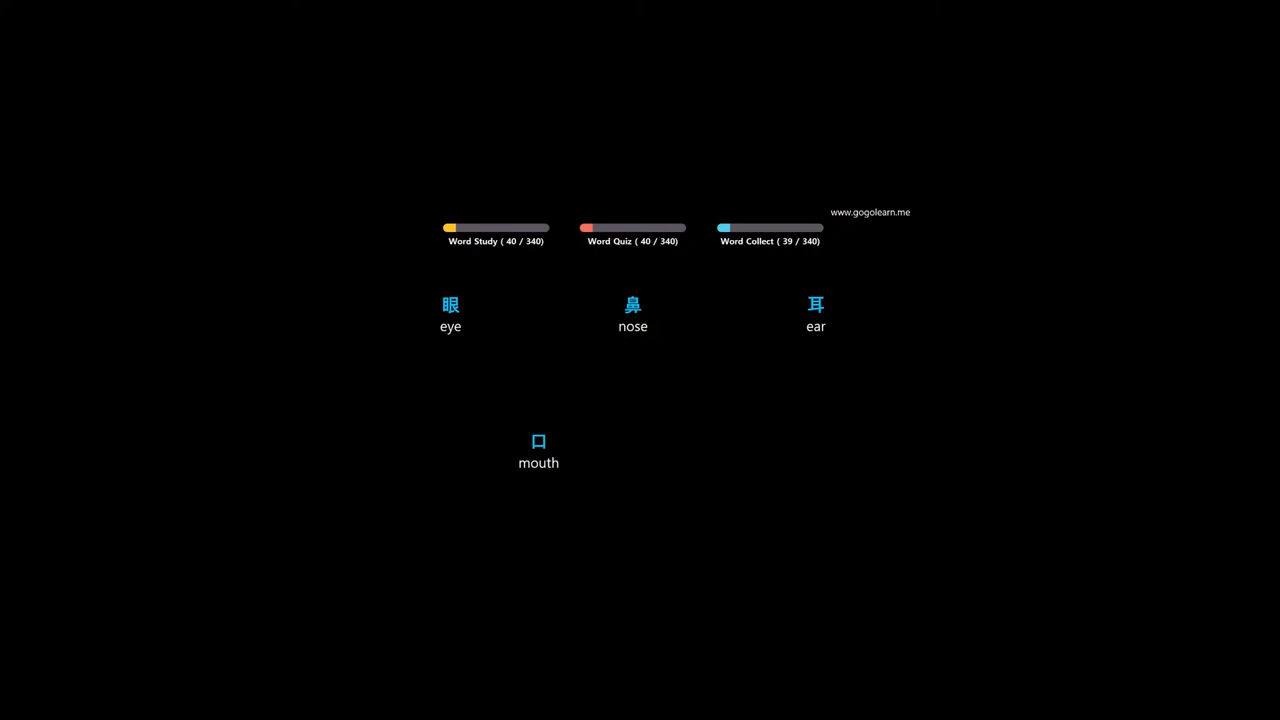 www.gogolearn.me
Word Study ( 40 / 340)
Word Quiz ( 40 / 340)
Word Collect ( 39 / 340)
眼
eye
鼻
nose
耳
ear
口
mouth